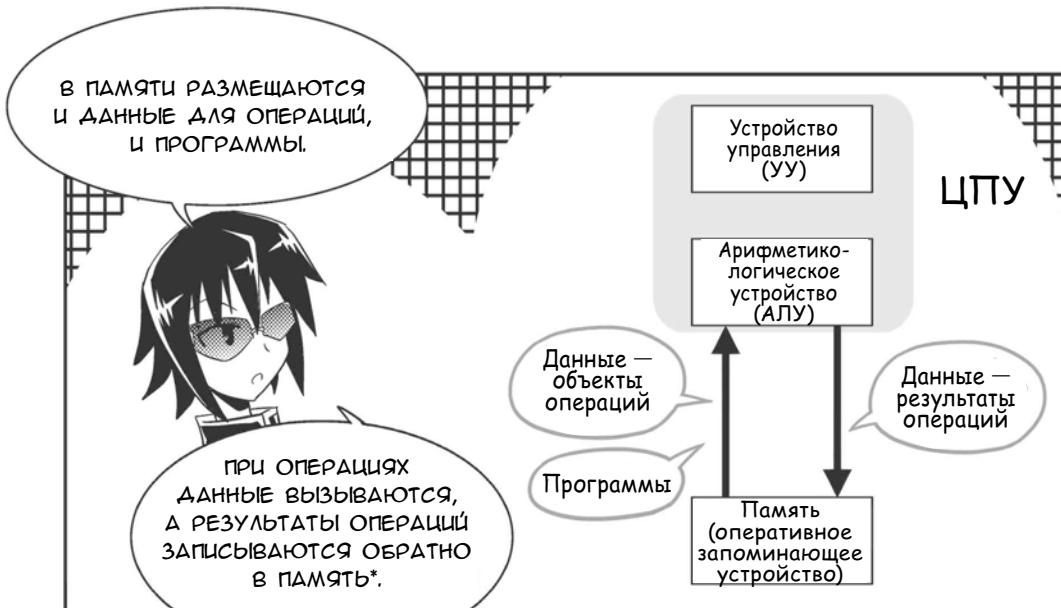 В ПАМЯТИ РАЗМЕЩАЮТСЯ
И ДАННЫЕ ДЛЯ ОПЕРАЦИЙ,
И ПРОГРАММЫ.
ПРИ ОПЕРАЦИЯХ
ДАННЫЕ ВЫЗЫВАЮТСЯ,
А РЕЗУЛЬТАТЫ ОПЕРАЦИЙ
ЗАПИСЫВАЮТСЯ ОБРАТНО
В ПАМЯТЬ*.
Устройство
управления
(УУ)
ЦПУ
Арифметико-
логическое
устройство
(АЛУ)
Данные —
объекты
операций
Данные —
результаты
операций
Программы
Память
(оперативное
запоминающее
устройство)